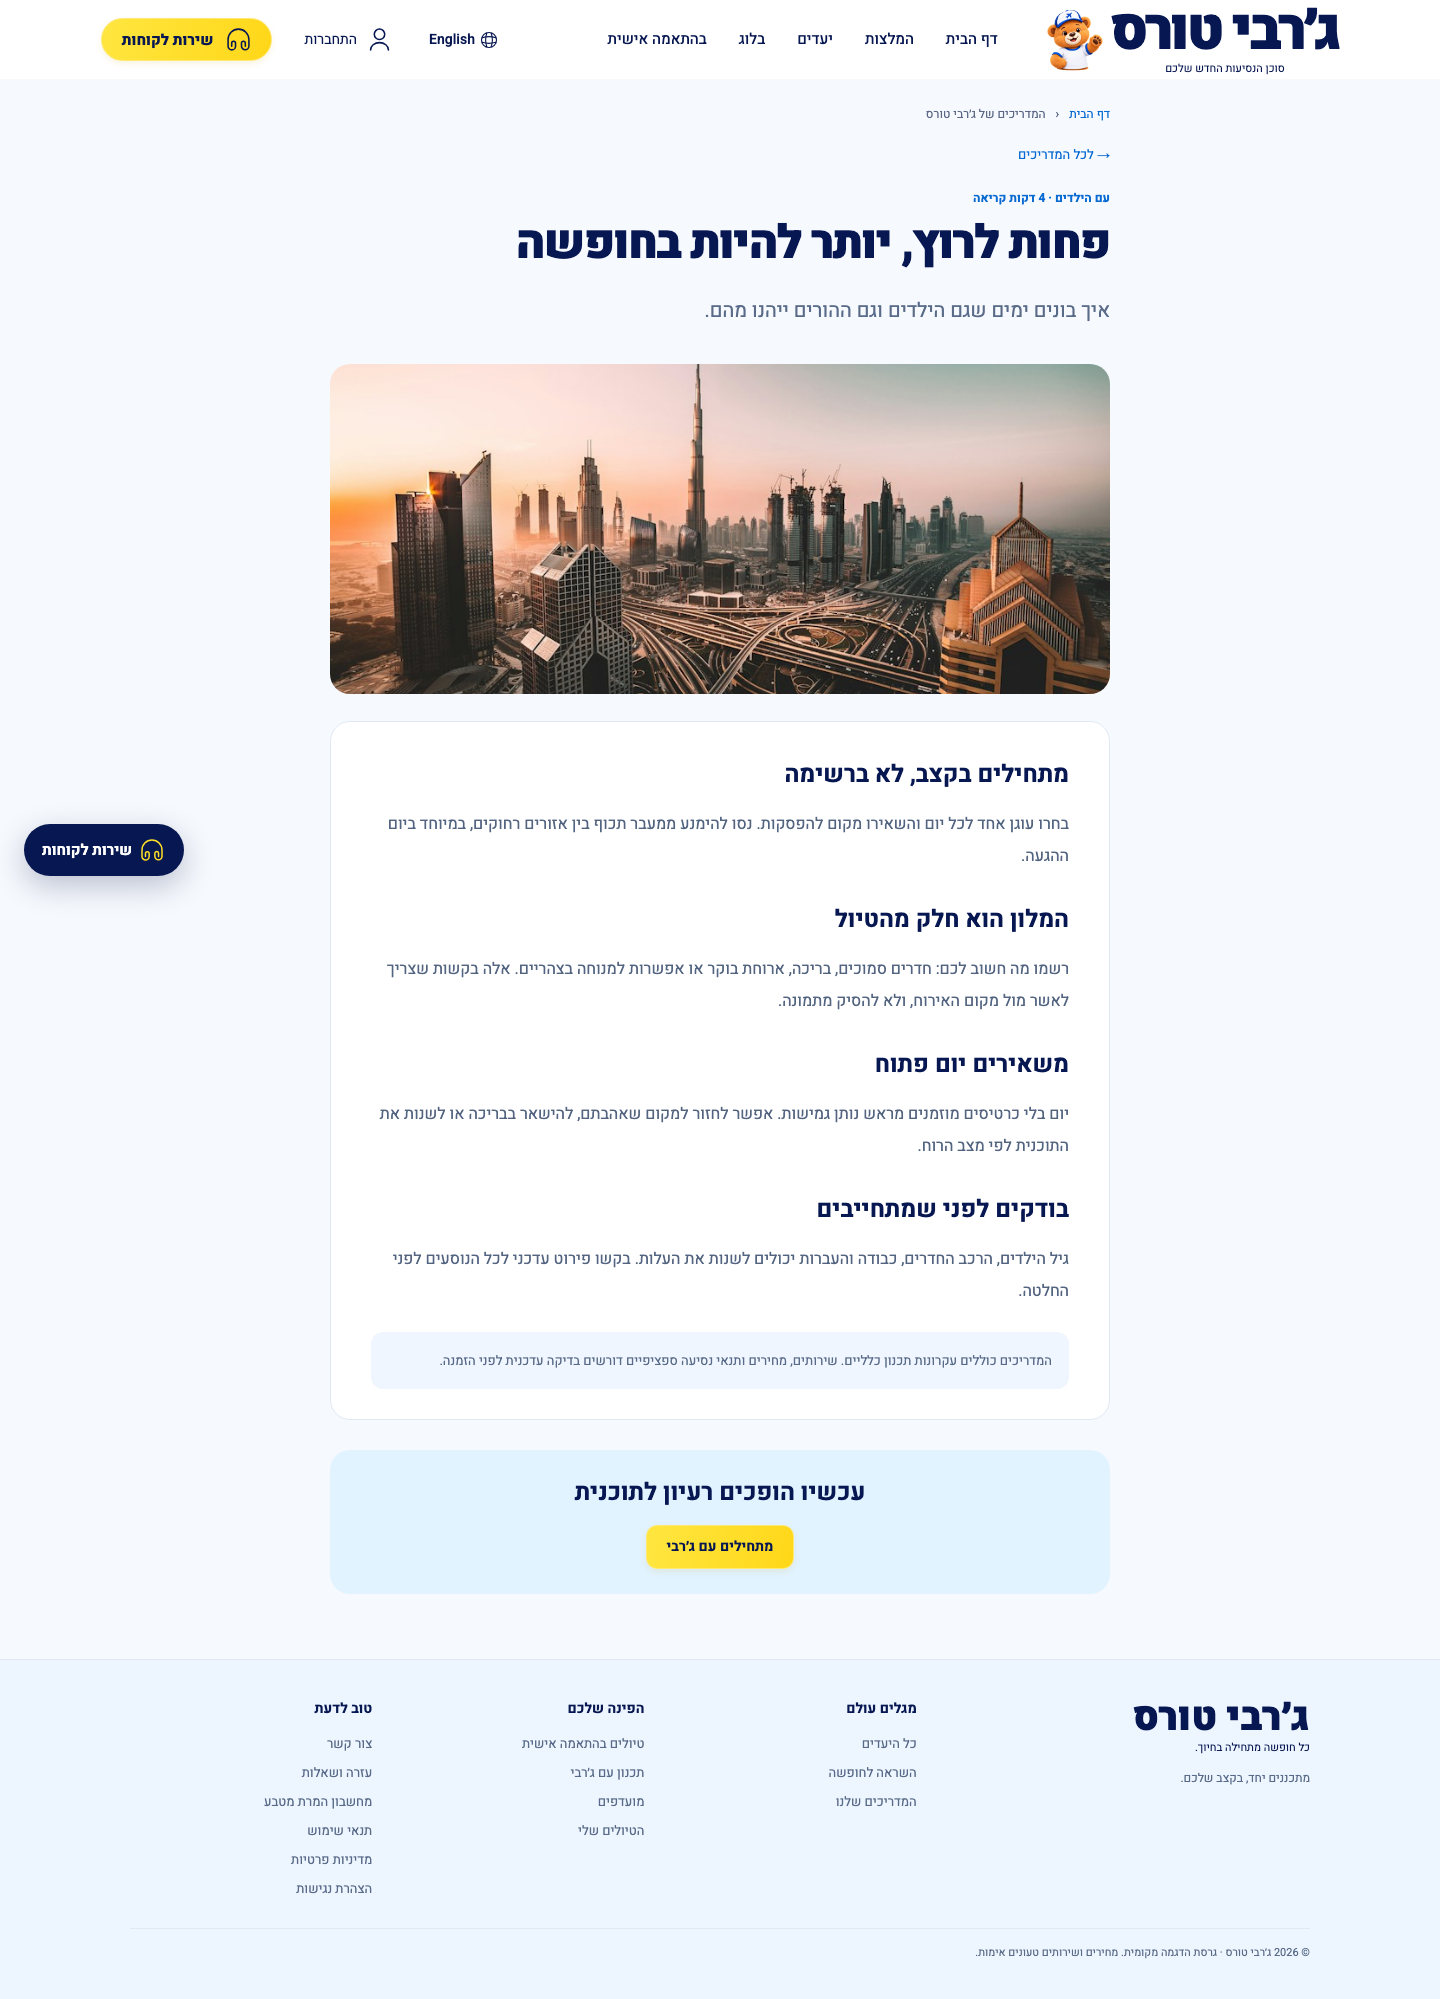 ג׳רבי טורס
סוכן הנסיעות החדש שלכם
דף הבית
המלצות
יעדים
בלוג
בהתאמה אישית
English
התחברות
שירות לקוחות
דף הבית ‹ המדריכים של ג׳רבי טורס
→ לכל המדריכים
עם הילדים · 4 דקות קריאה
פחות לרוץ, יותר להיות בחופשה
איך בונים ימים שגם הילדים וגם ההורים ייהנו מהם.
מתחילים בקצב, לא ברשימה
בחרו עוגן אחד לכל יום והשאירו מקום להפסקות. נסו להימנע ממעבר תכוף בין אזורים רחוקים, במיוחד ביום
ההגעה.
שירות לקוחות
המלון הוא חלק מהטיול
רשמו מה חשוב לכם: חדרים סמוכים, בריכה, ארוחת בוקר או אפשרות למנוחה בצהריים. אלה בקשות שצריך
לאשר מול מקום האירוח, ולא להסיק מתמונה.
משאירים יום פתוח
יום בלי כרטיסים מוזמנים מראש נותן גמישות. אפשר לחזור למקום שאהבתם, להישאר בבריכה או לשנות את
התוכנית לפי מצב הרוח.
בודקים לפני שמתחייבים
גיל הילדים, הרכב החדרים, כבודה והעברות יכולים לשנות את העלות. בקשו פירוט עדכני לכל הנוסעים לפני
החלטה.
המדריכים כוללים עקרונות תכנון כלליים. שירותים, מחירים ותנאי נסיעה ספציפיים דורשים בדיקה עדכנית לפני הזמנה.
עכשיו הופכים רעיון לתוכנית
מתחילים עם ג׳רבי
ג׳רבי טורס
כל חופשה מתחילה בחיוך.
מתכננים יחד, בקצב שלכם.
מגלים עולם
כל היעדים
השראה לחופשה
המדריכים שלנו
הפינה שלכם
טיולים בהתאמה אישית
תכנון עם ג׳רבי
מועדפים
הטיולים שלי
טוב לדעת
צור קשר
עזרה ושאלות
מחשבון המרת מטבע
תנאי שימוש
מדיניות פרטיות
הצהרת נגישות
© 2026 ג׳רבי טורס · גרסת הדגמה מקומית. מחירים ושירותים טעונים אימות.